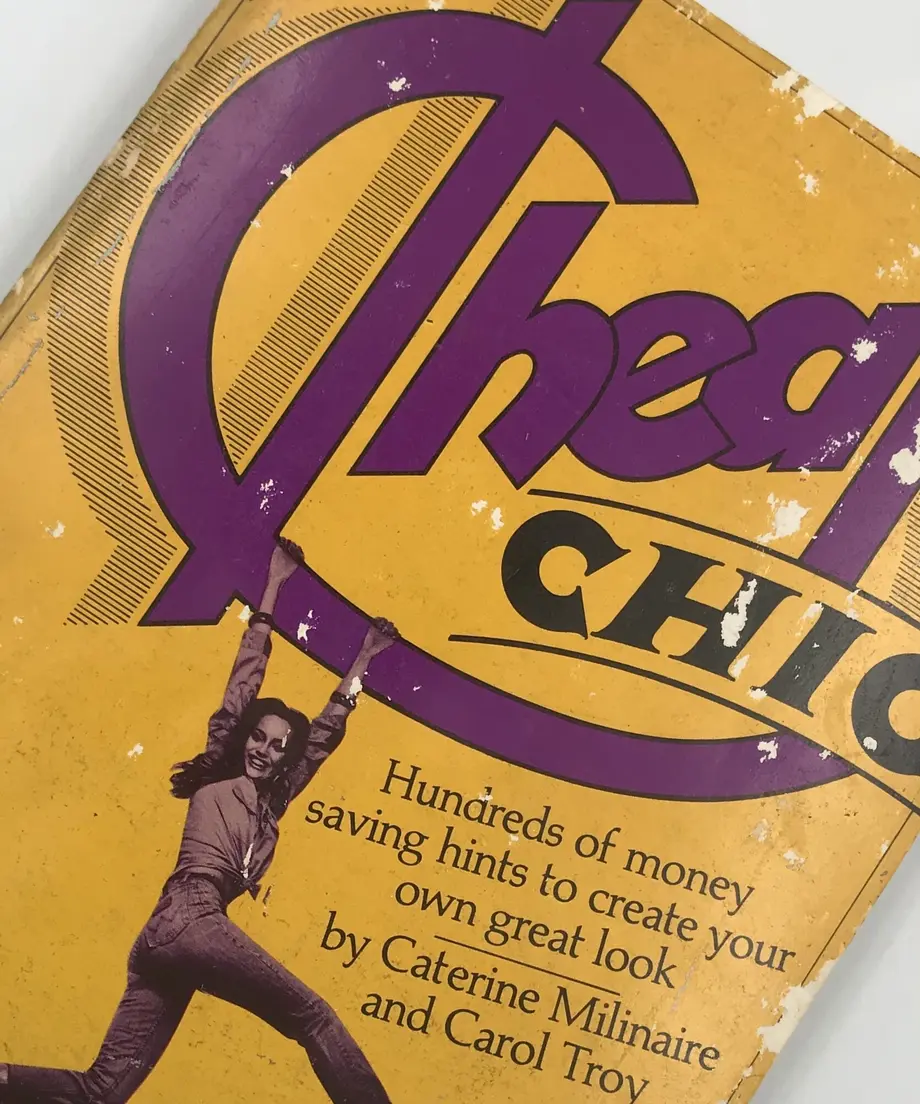 Cheap
CHIC
Hundreds of money
saving hints to create your
own great look
by Caterine Milinaire
and Carol Troy